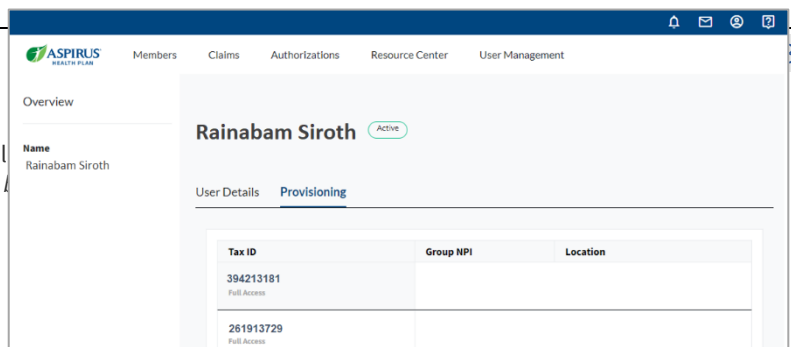 ASPIRUS
HEALTH PLAN
Members Claims Authorizations Resource Center User Management
Overview
Rainabam Siroth Active
Name
Rainabam Siroth
User Details Provisioning
Tax ID Group NPI Location
394213181
Full Access
261913729
Full Access